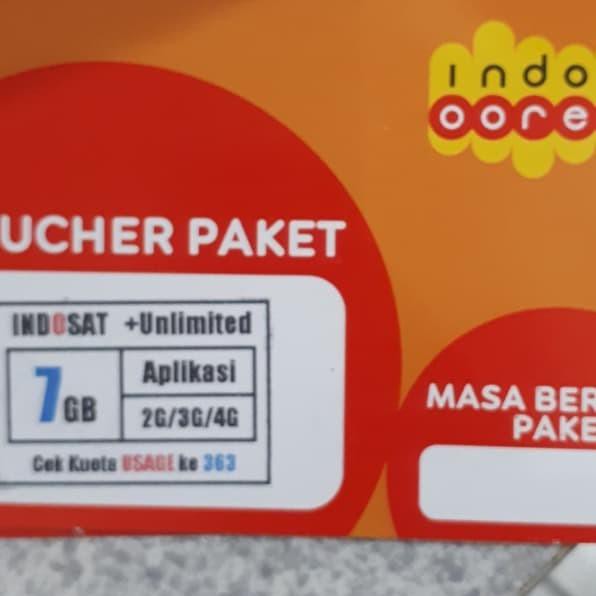 indo
oore
UCHER PAKET
INDOSAT +Unlimited
7GB
Aplikasi
2G/3G/4G
Cek Kuota USAGE ke 363
MASA BER
PAKE